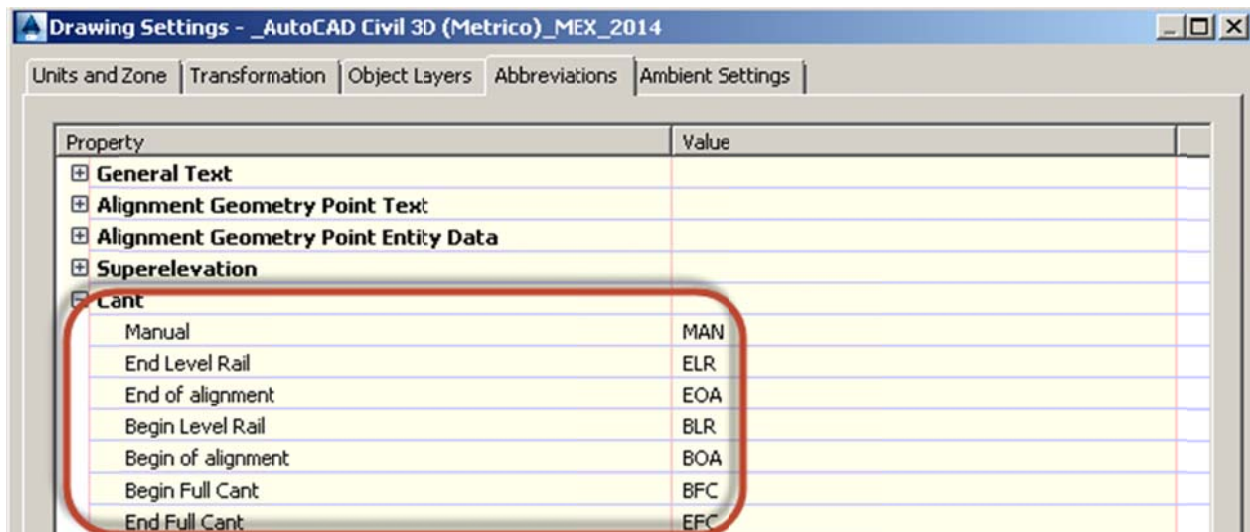 Drawing Settings - _AutoCAD Civil 3D (Metrico)_MEX_2014
Units and Zone Transformation Object Layers Abbreviations Ambient Settings
Property Value
General Text
Alignment Geometry Point Text
Alignment Geometry Point Entity Data
Superelevation
Cant
Manual MAN
End Level Rail ELR
End of alignment EOA
Begin Level Rail BLR
Begin of alignment BOA
Begin Full Cant BFC
End Full Cant EFC